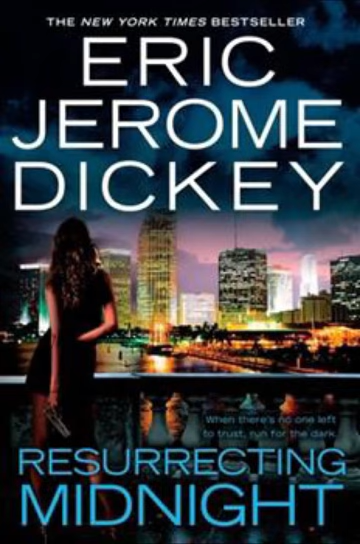 THE NEW YORK TIMES BESTSELLER
ERIC
JEROME
DICKEY
When there's no one left
to trust, run for the dark.
RESURRECTING
MIDNIGHT